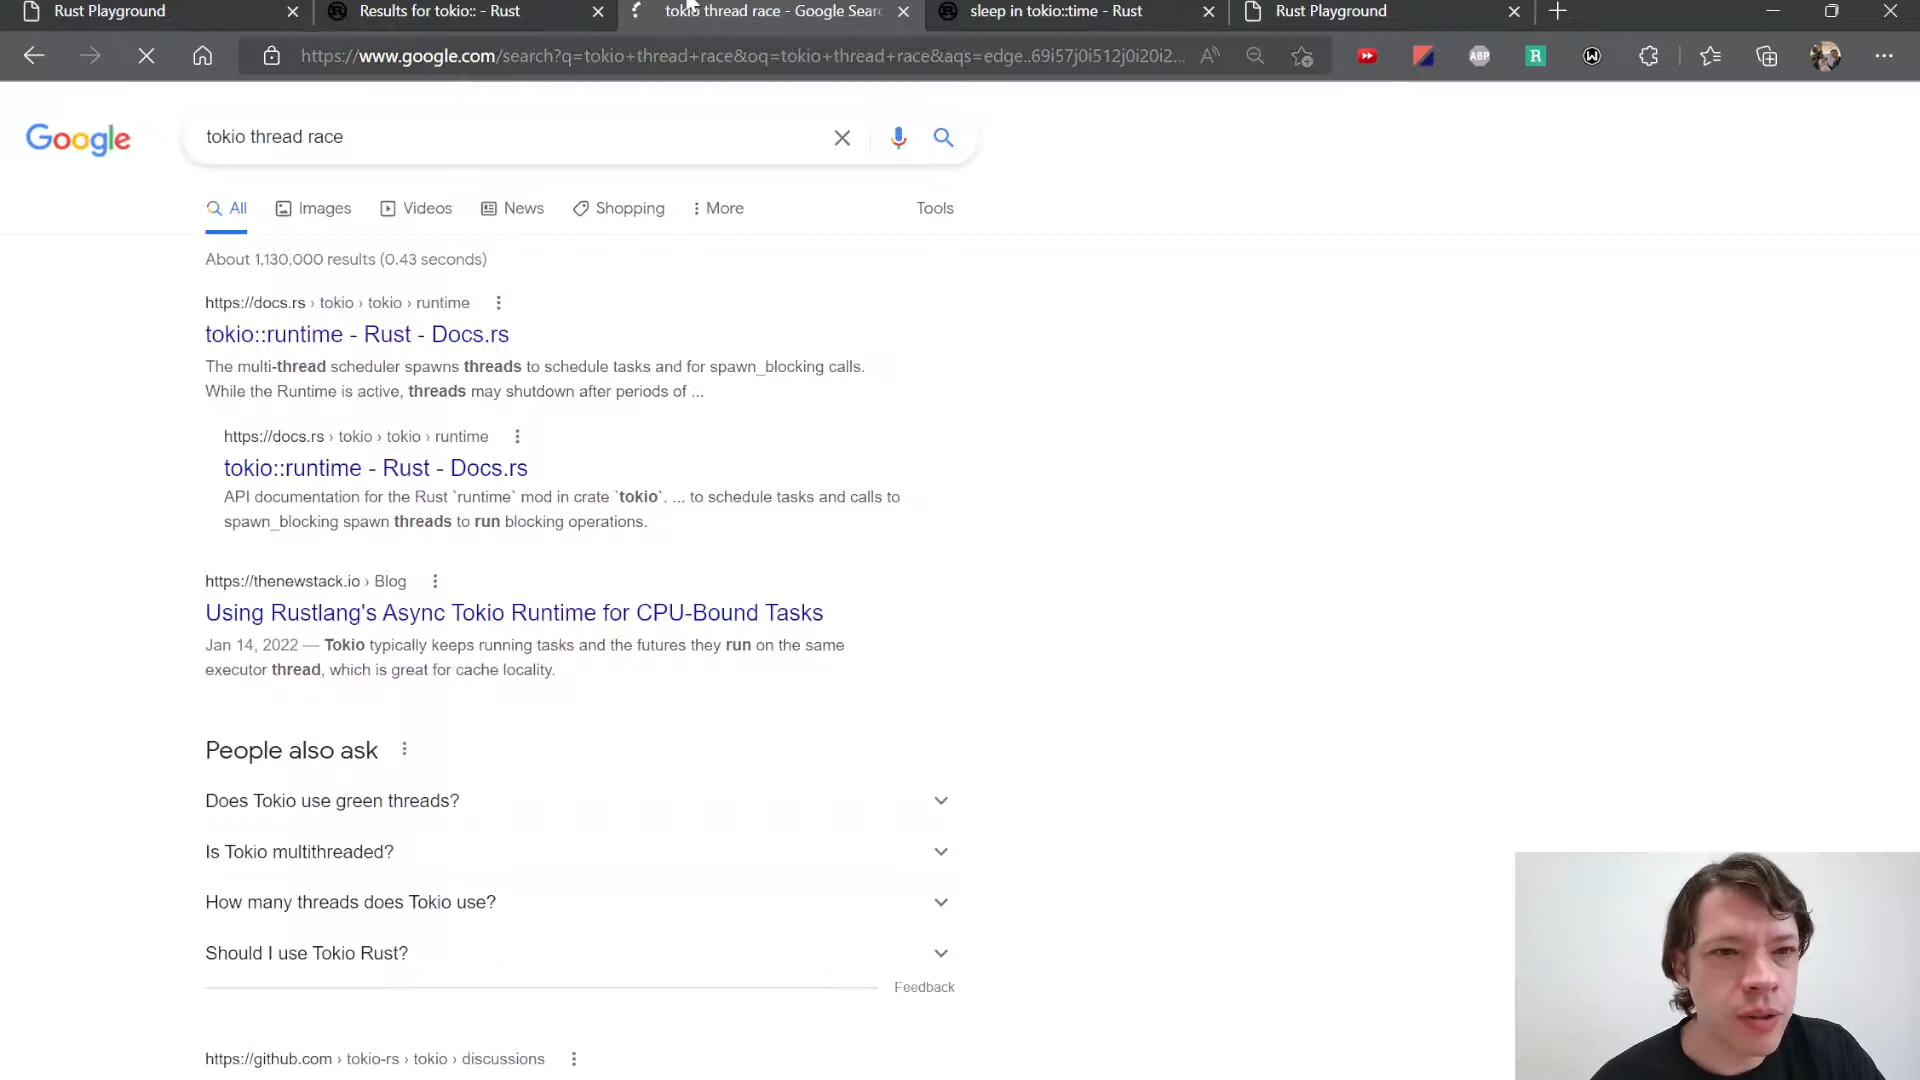 Rust Playground
Results for tokio:: - Rust
tokio thread race - Google Searc
sleep in tokio::time - Rust
Rust Playground
https://www.google.com/search?q=tokio+thread+race&oq=tokio+thread+race&aqs=edge..69i57j0i512j0i20i2...
ABP
R
W
Google
tokio thread race
All
Images
Videos
News
Shopping
More
Tools
About 1,130,000 results (0.43 seconds)
https://docs.rs › tokio › tokio › runtime
tokio::runtime - Rust - Docs.rs
The multi-thread scheduler spawns threads to schedule tasks and for spawn_blocking calls.
While the Runtime is active, threads may shutdown after periods of ...
https://docs.rs › tokio › tokio › runtime
tokio::runtime - Rust - Docs.rs
API documentation for the Rust `runtime` mod in crate `tokio`. ... to schedule tasks and calls to
spawn_blocking spawn threads to run blocking operations.
https://thenewstack.io › Blog
Using Rustlang's Async Tokio Runtime for CPU-Bound Tasks
Jan 14, 2022 — Tokio typically keeps running tasks and the futures they run on the same
executor thread, which is great for cache locality.
People also ask
Does Tokio use green threads?
Is Tokio multithreaded?
How many threads does Tokio use?
Should I use Tokio Rust?
Feedback
https://github.com › tokio-rs › tokio › discussions